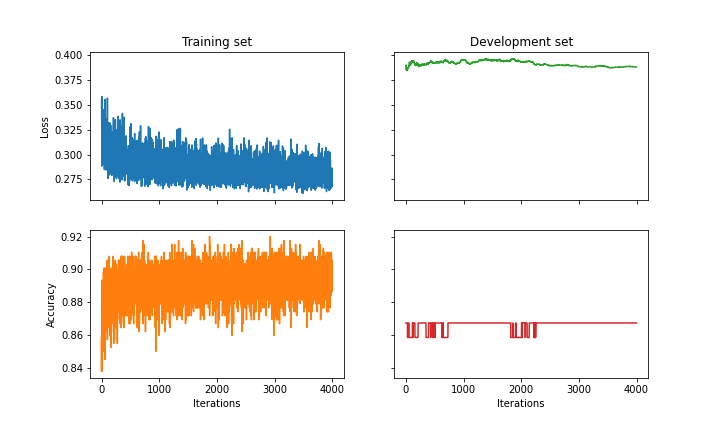 Training set
Development set
0.400
0.375
0.350
0.325
0.300
0.275
Loss
0.92
0.90
0.88
0.86
0.84
Accuracy
0 1000 2000 3000 4000
0 1000 2000 3000 4000
Iterations
Iterations